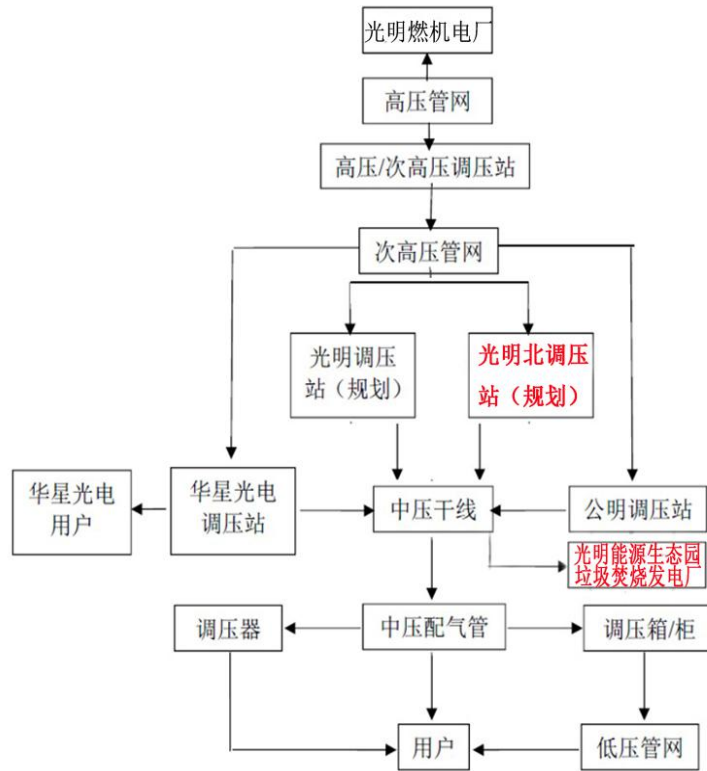 光明燃机电厂
高压管网
高压/次高压调压站
次高压管网
光明调压
站（规划）
光明北调压
站（规划）
华星光电
用户
华星光电
调压站
中压干线
公明调压站
光明能源生态园
垃圾焚烧发电厂
调压器
中压配气管
调压箱/柜
用户
低压管网